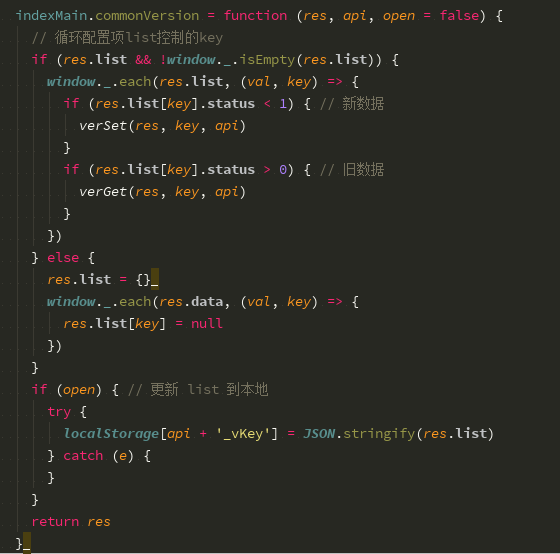 indexMain.commonVersion = function (res, api, open = false) {
  // 循环配置项list控制的key
  if (res.list && !window._.isEmpty(res.list)) {
    window._.each(res.list, (val, key) => {
      if (res.list[key].status < 1) { // 新数据
        verSet(res, key, api)
      }
      if (res.list[key].status > 0) { // 旧数据
        verGet(res, key, api)
      }
    })
  } else {
    res.list = {}_
    window._.each(res.data, (val, key) => {
      res.list[key] = null
    })
  }
  if (open) { // 更新 list 到本地
    try {
      localStorage[api + '_vKey'] = JSON.stringify(res.list)
    } catch (e) {
    }
  }
  return res
}_